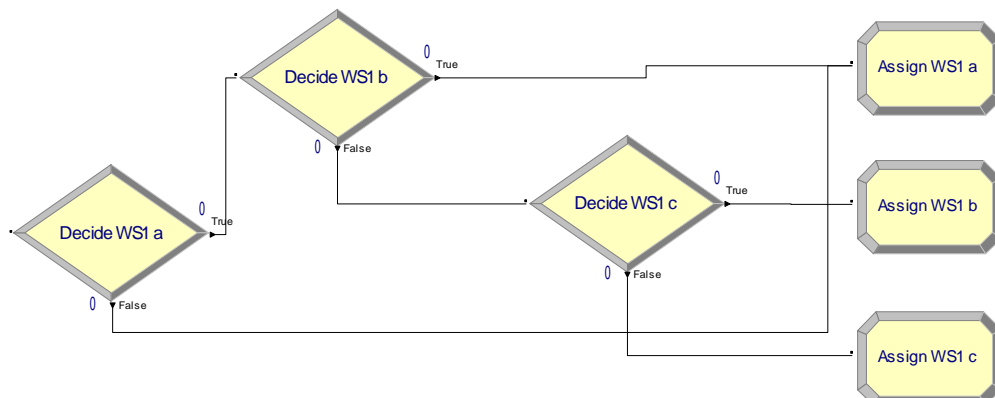 0
True
Decide WS1 b
Assign WS1 a
0
False
0
True
Decide WS1 c
Assign WS1 b
0
True
Decide WS1 a
0
False
0
False
Assign WS1 c